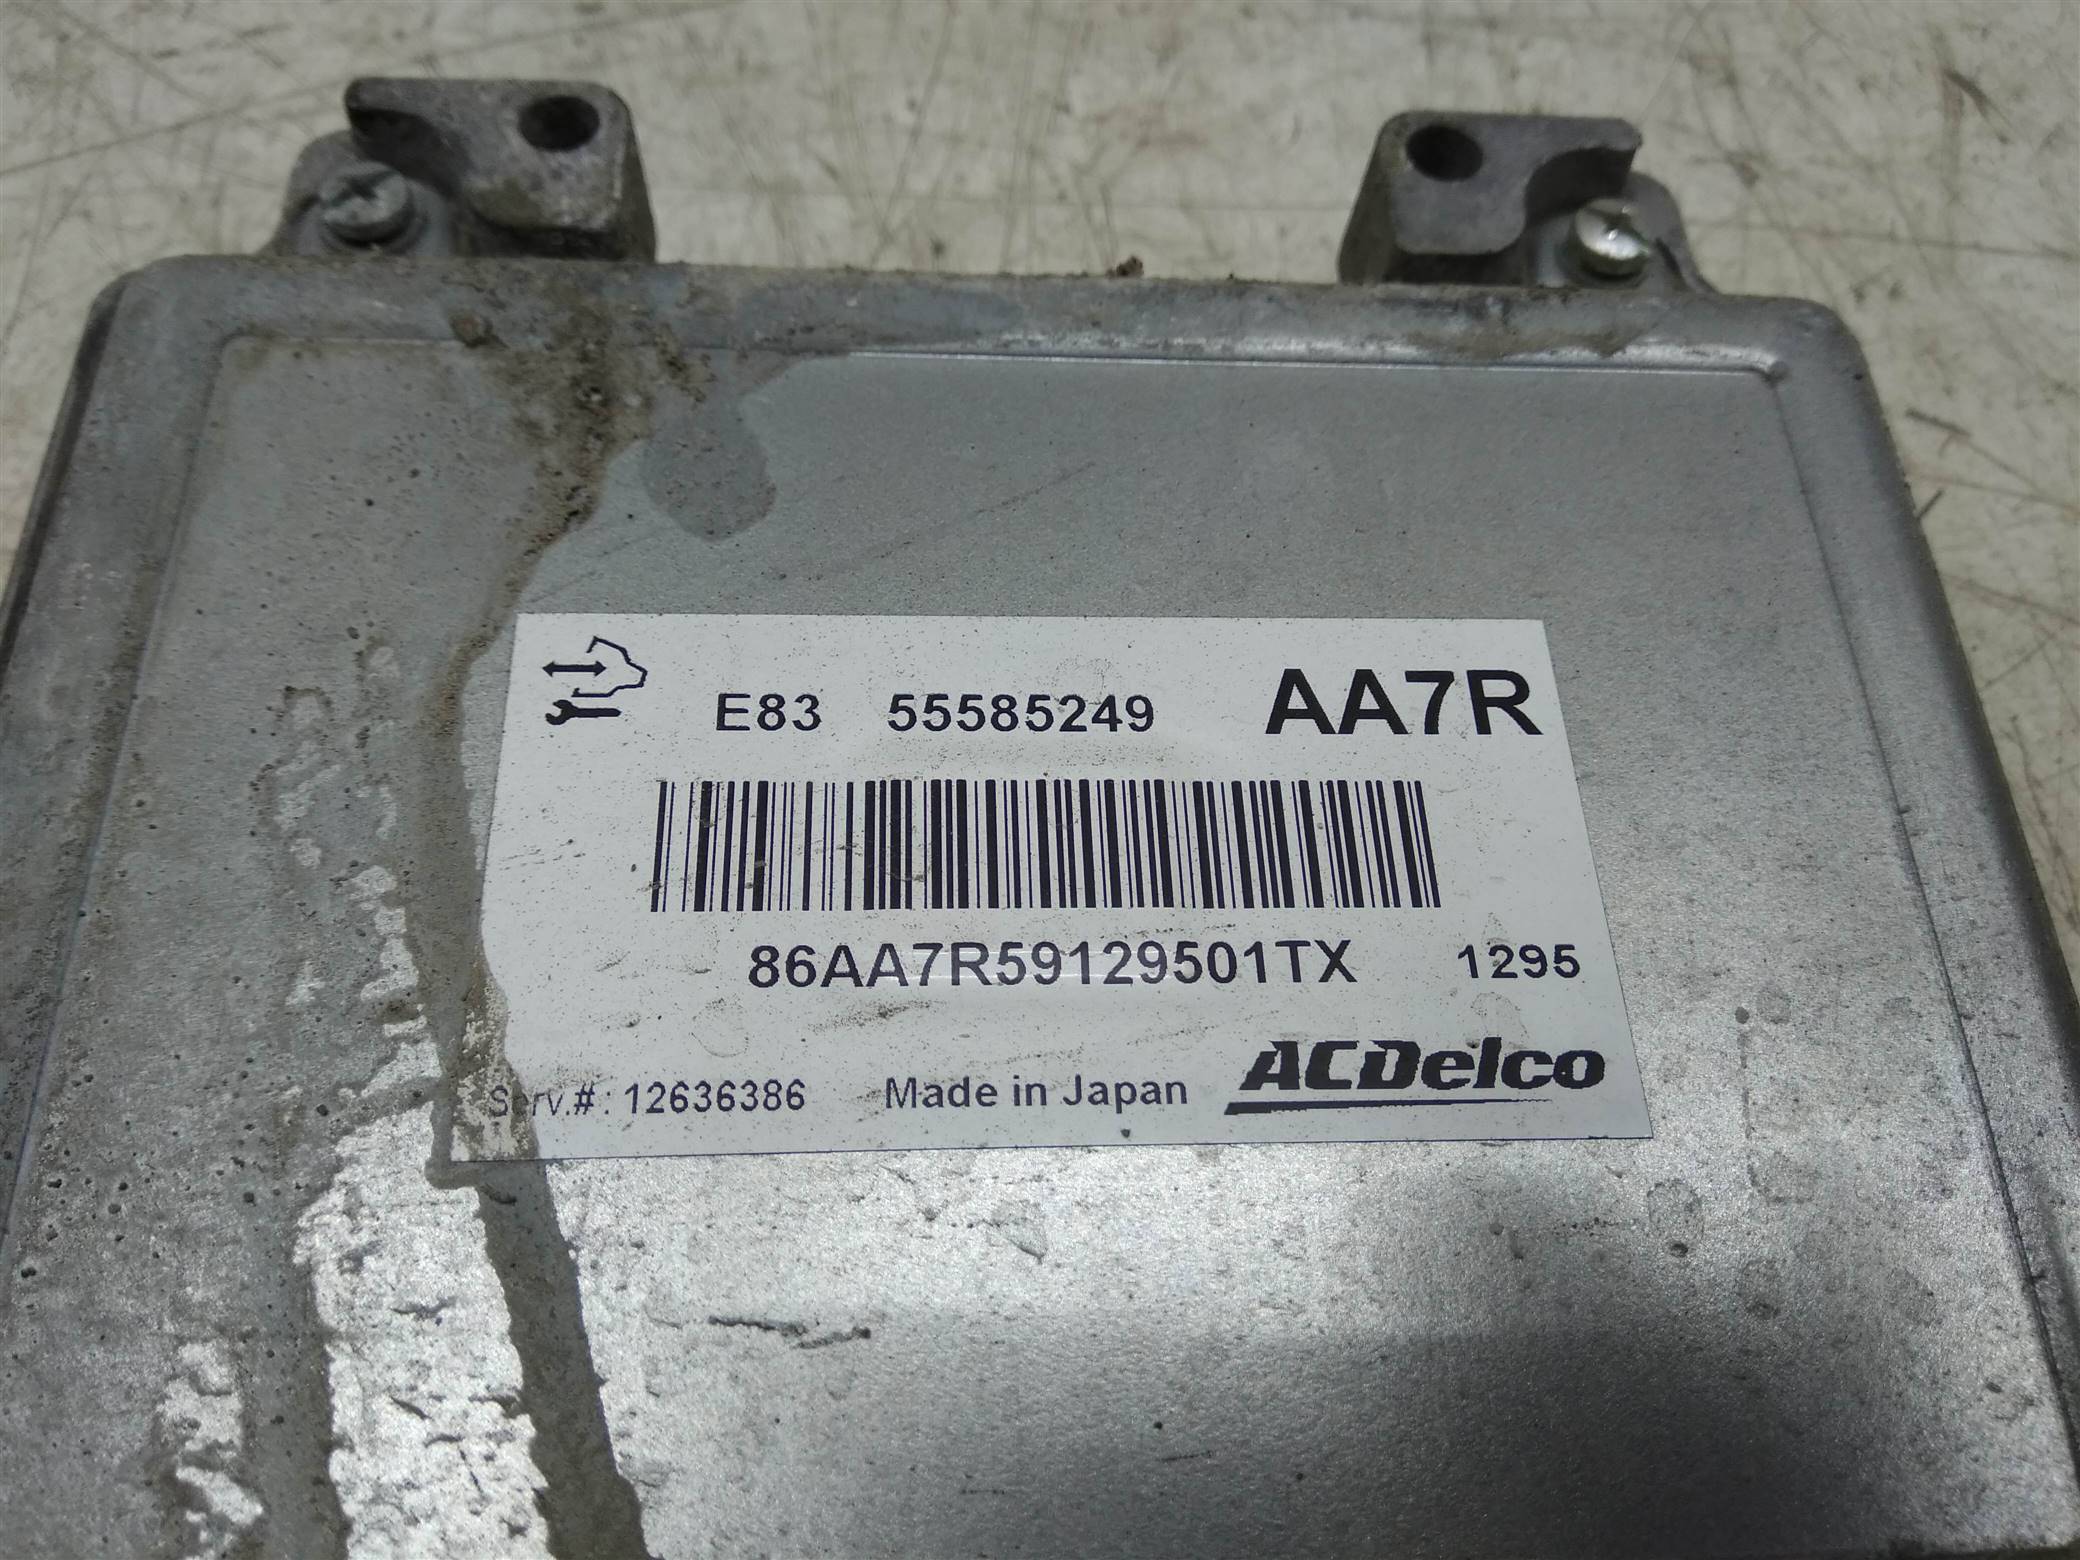 E83 55585249 AA7R
86AA7R59129501TX 1295
Serv.#: 12636386 Made in Japan ACDelco